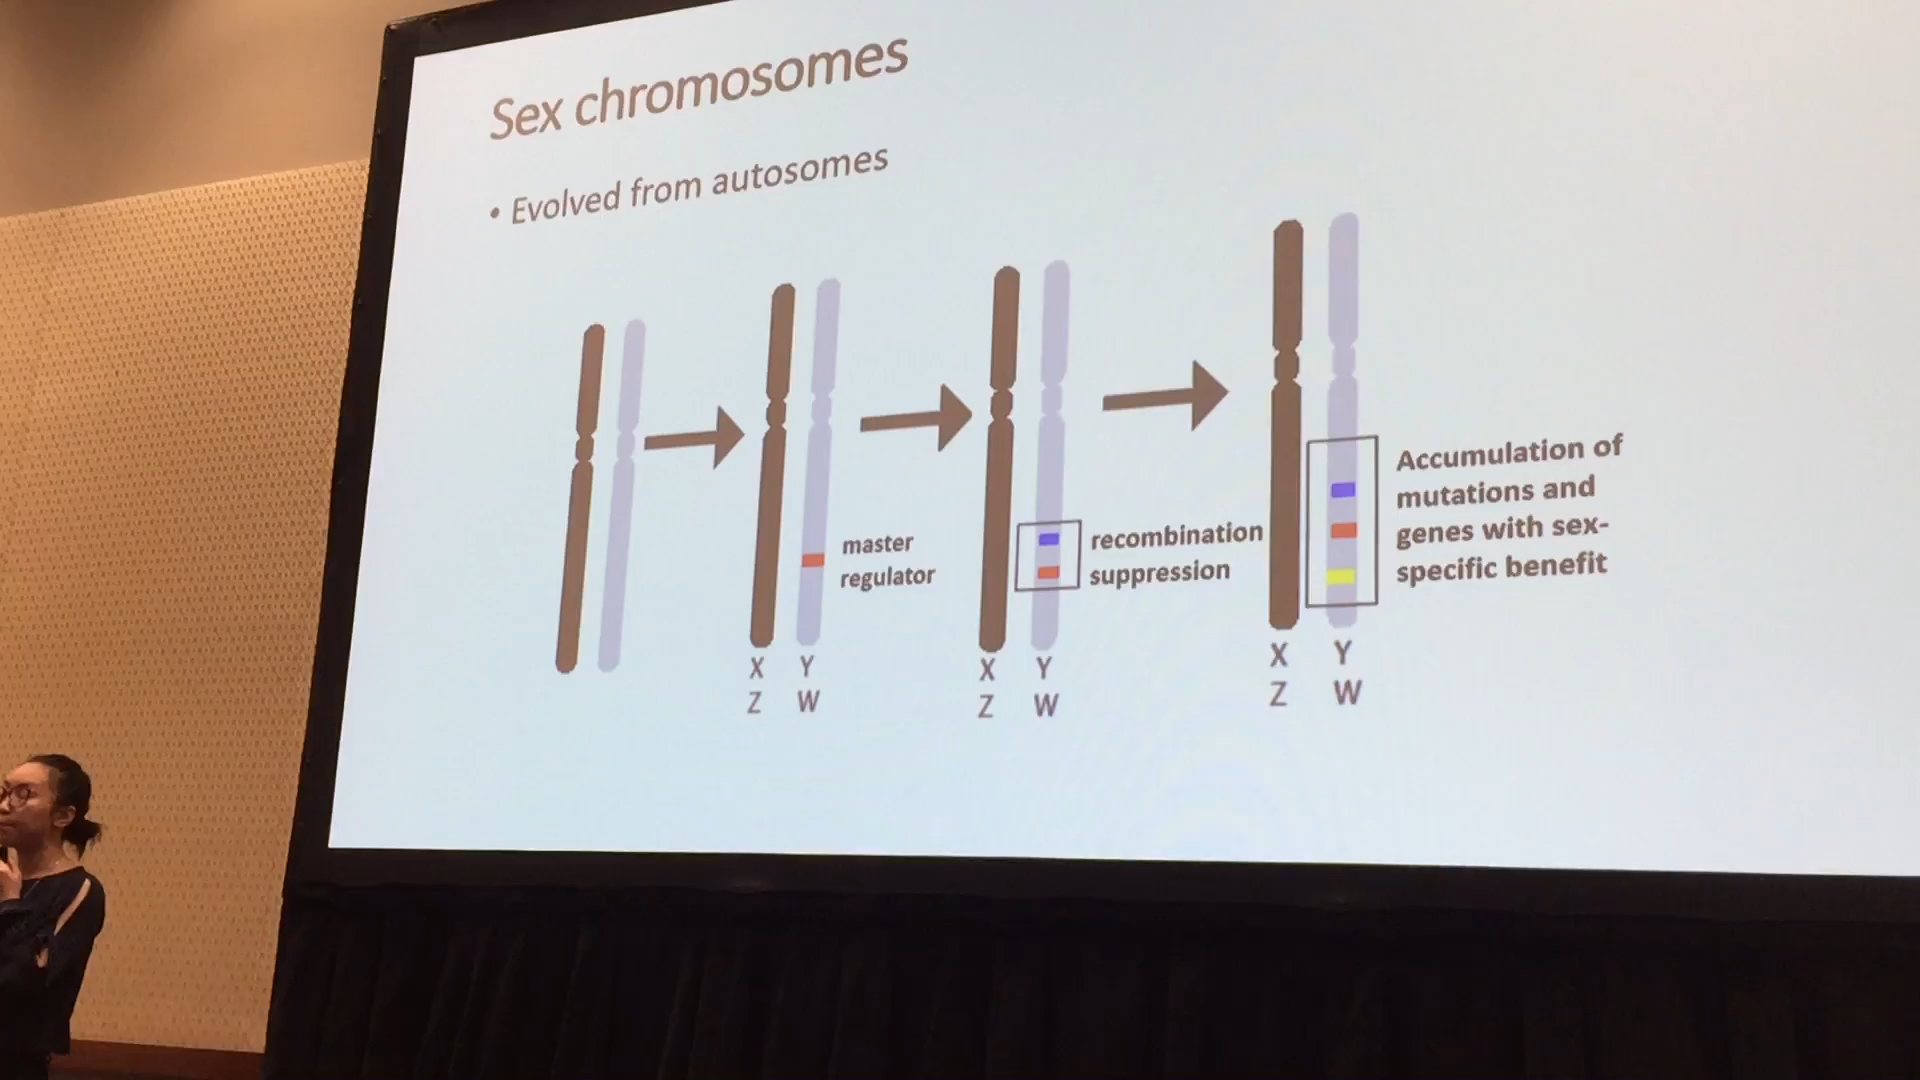 Sex chromosomes
• Evolved from autosomes
master
regulator
X Y
Z W
recombination
suppression
X Y
Z W
Accumulation of
mutations and
genes with sex-
specific benefit
X Y
Z W